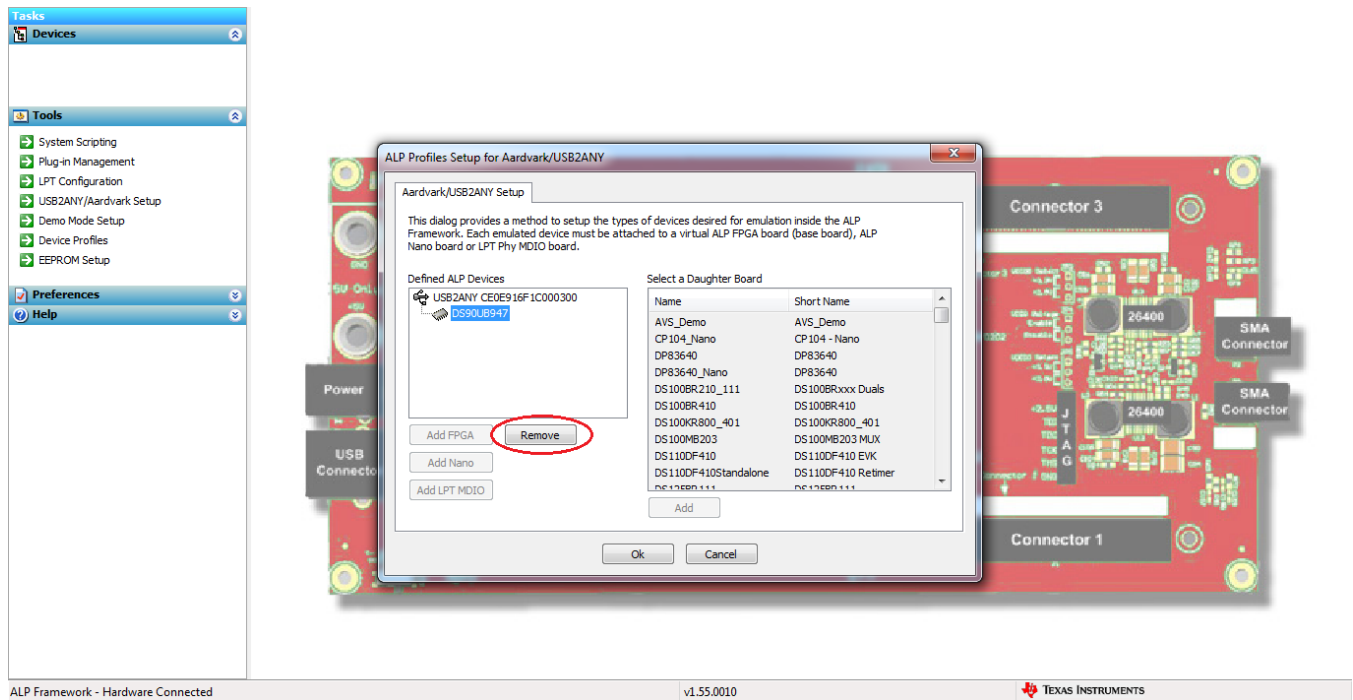 Tasks
Devices
Tools
System Scripting
Plug-in Management
LPT Configuration
USB2ANY/Aardvark Setup
Demo Mode Setup
Device Profiles
EEPROM Setup
Preferences
Help
ALP Profiles Setup for Aardvark/USB2ANY
Aardvark/USB2ANY Setup
This dialog provides a method to setup the types of devices desired for emulation inside the ALP
Framework. Each emulated device must be attached to a virtual ALP FPGA board (base board), ALP
Nano board or LPT Phy MDIO board.
Defined ALP Devices
USB2ANY CE0E916F1C000300
DS90UB947
Add FPGA Remove
Add Nano
Add LPT MDIO
Select a Daughter Board
Name Short Name
AVS_Demo AVS_Demo
CP104_Nano CP104 - Nano
DP83640 DP83640
DP83640_Nano DP83640
DS100BR210_111 DS100BRxxx Duals
DS100BR410 DS100BR410
DS100KR800_401 DS100KR800_401
DS100MB203 DS100MB203 MUX
DS110DF410 DS110DF410 EVK
DS110DF410Standalone DS110DF410 Retimer
Add
Ok Cancel
Power
USB
GND
+5V
Connector 3
26400
SMA
Connector
SMA
Connector
26400
JTAG
Connector 1
ALP Framework - Hardware Connected
v1.55.0010
TEXAS INSTRUMENTS